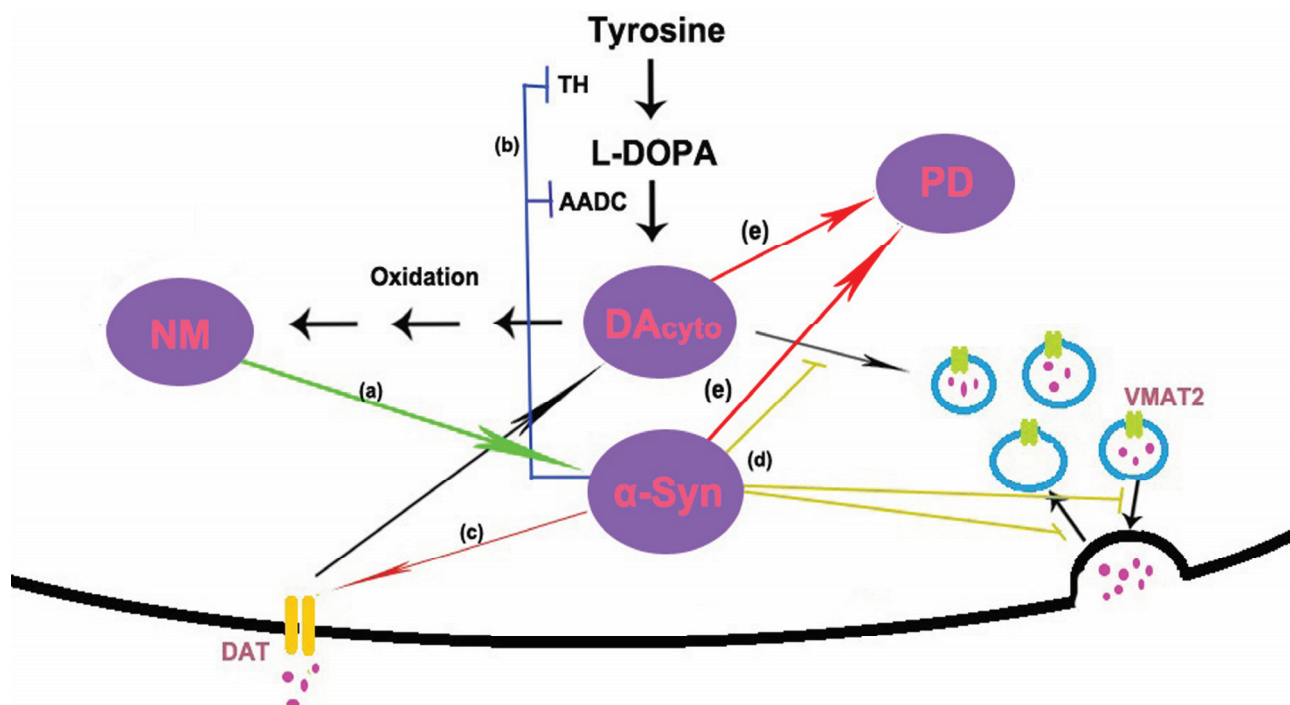 Tyrosine
TH
(b)
L-DOPA
AADC
PD
(e)
Oxidation
NM
DAcyto
(a)
(e)
VMAT2
(d)
α-Syn
(c)
DAT